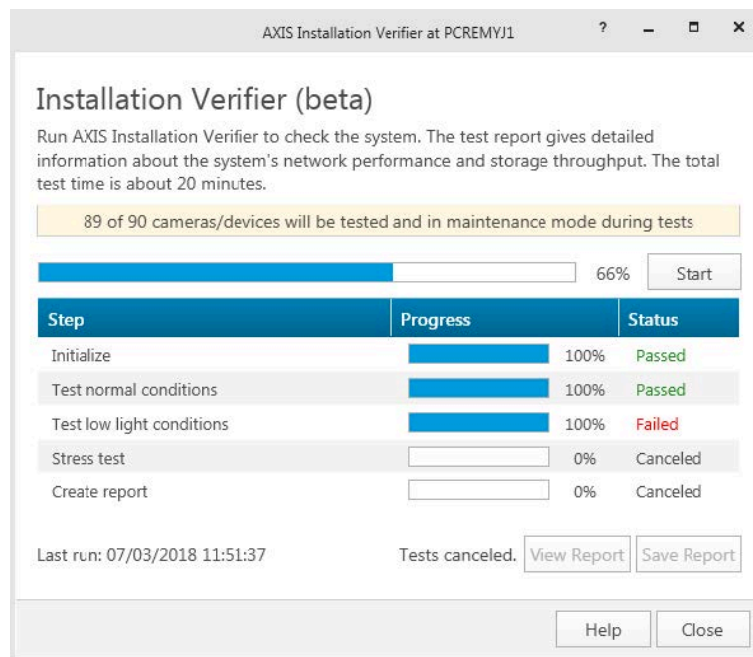 AXIS Installation Verifier at PCREMYJ1 ?
Installation Verifier (beta)
Run AXIS Installation Verifier to check the system. The test report gives detailed
information about the system's network performance and storage throughput. The total
test time is about 20 minutes.
89 of 90 cameras/devices will be tested and in maintenance mode during tests
66% Start
Step Progress Status
Initialize 100% Passed
Test normal conditions 100% Passed
Test low light conditions 100% Failed
Stress test 0% Canceled
Create report 0% Canceled
Last run: 07/03/2018 11:51:37 Tests canceled. View Report Save Report
Help Close